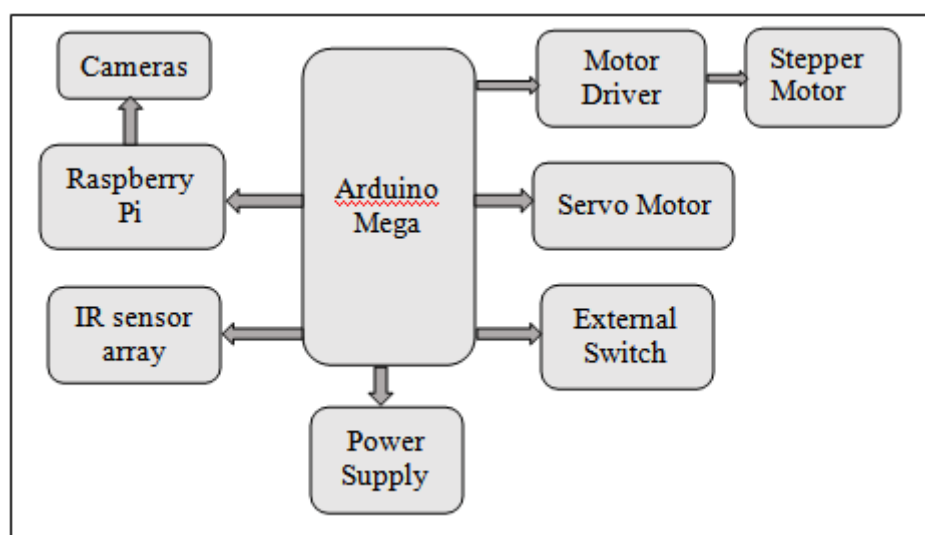 Cameras
Raspberry
Pi
IR sensor
array
Arduino
Mega
Power
Supply
Motor
Driver
Stepper
Motor
Servo Motor
External
Switch